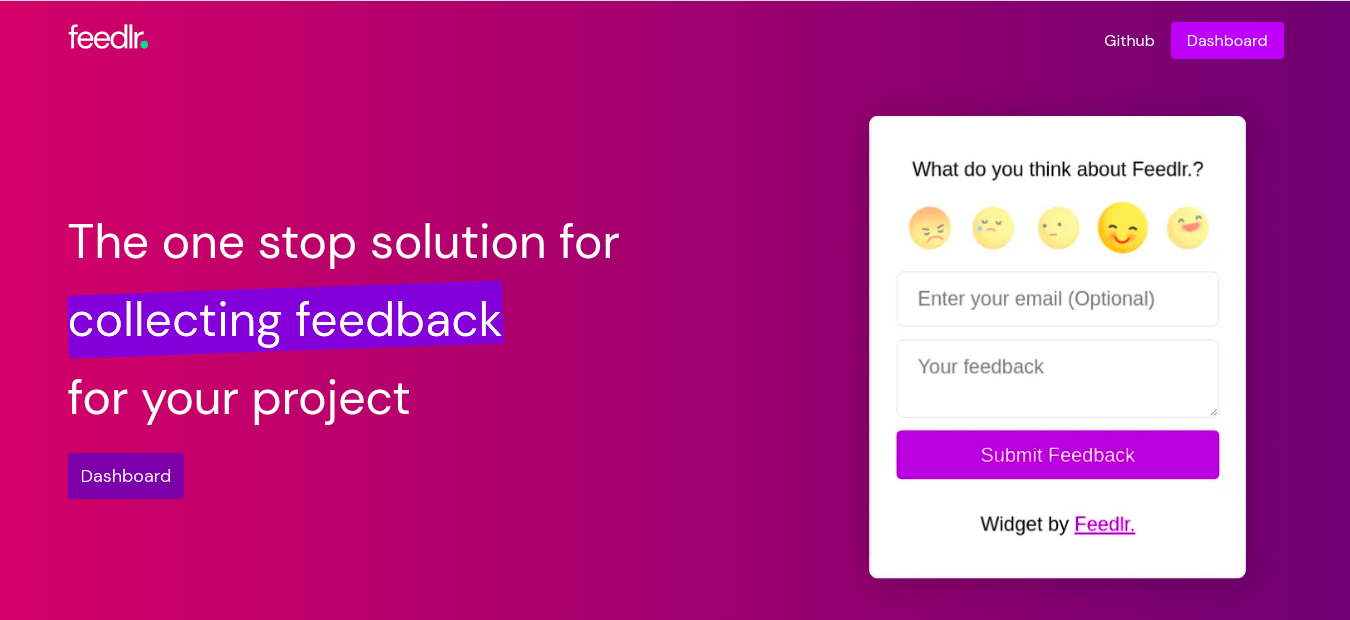 feedlr.
Github
Dashboard
The one stop solution for
collecting feedback
for your project
Dashboard
What do you think about Feedlr.?
Enter your email (Optional)
Your feedback
Submit Feedback
Widget by Feedlr.